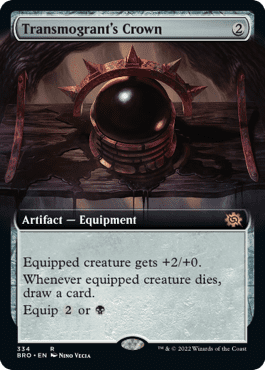 Transmogrant's Crown 2
Artifact — Equipment
Equipped creature gets +2/+0.
Whenever equipped creature dies,
draw a card.
Equip 2 or
334 R
BRO • EN Nino Vecia ™ & © 2022 Wizards of the Coast